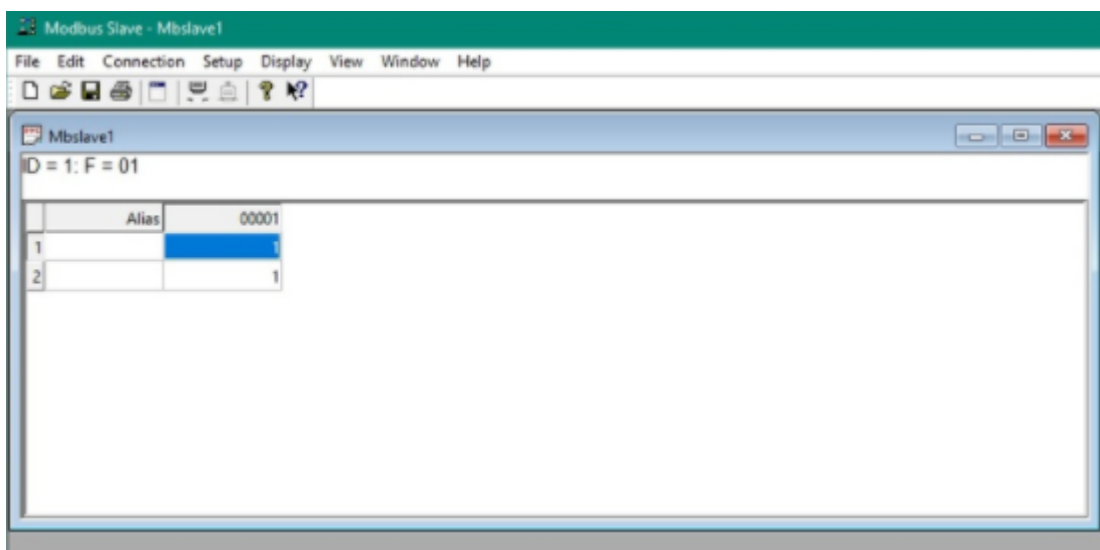 Modbus Slave - Mbslave1
File Edit Connection Setup Display View Window Help
Mbslave1
ID = 1: F = 01
Alias 00001
1 1
2 1